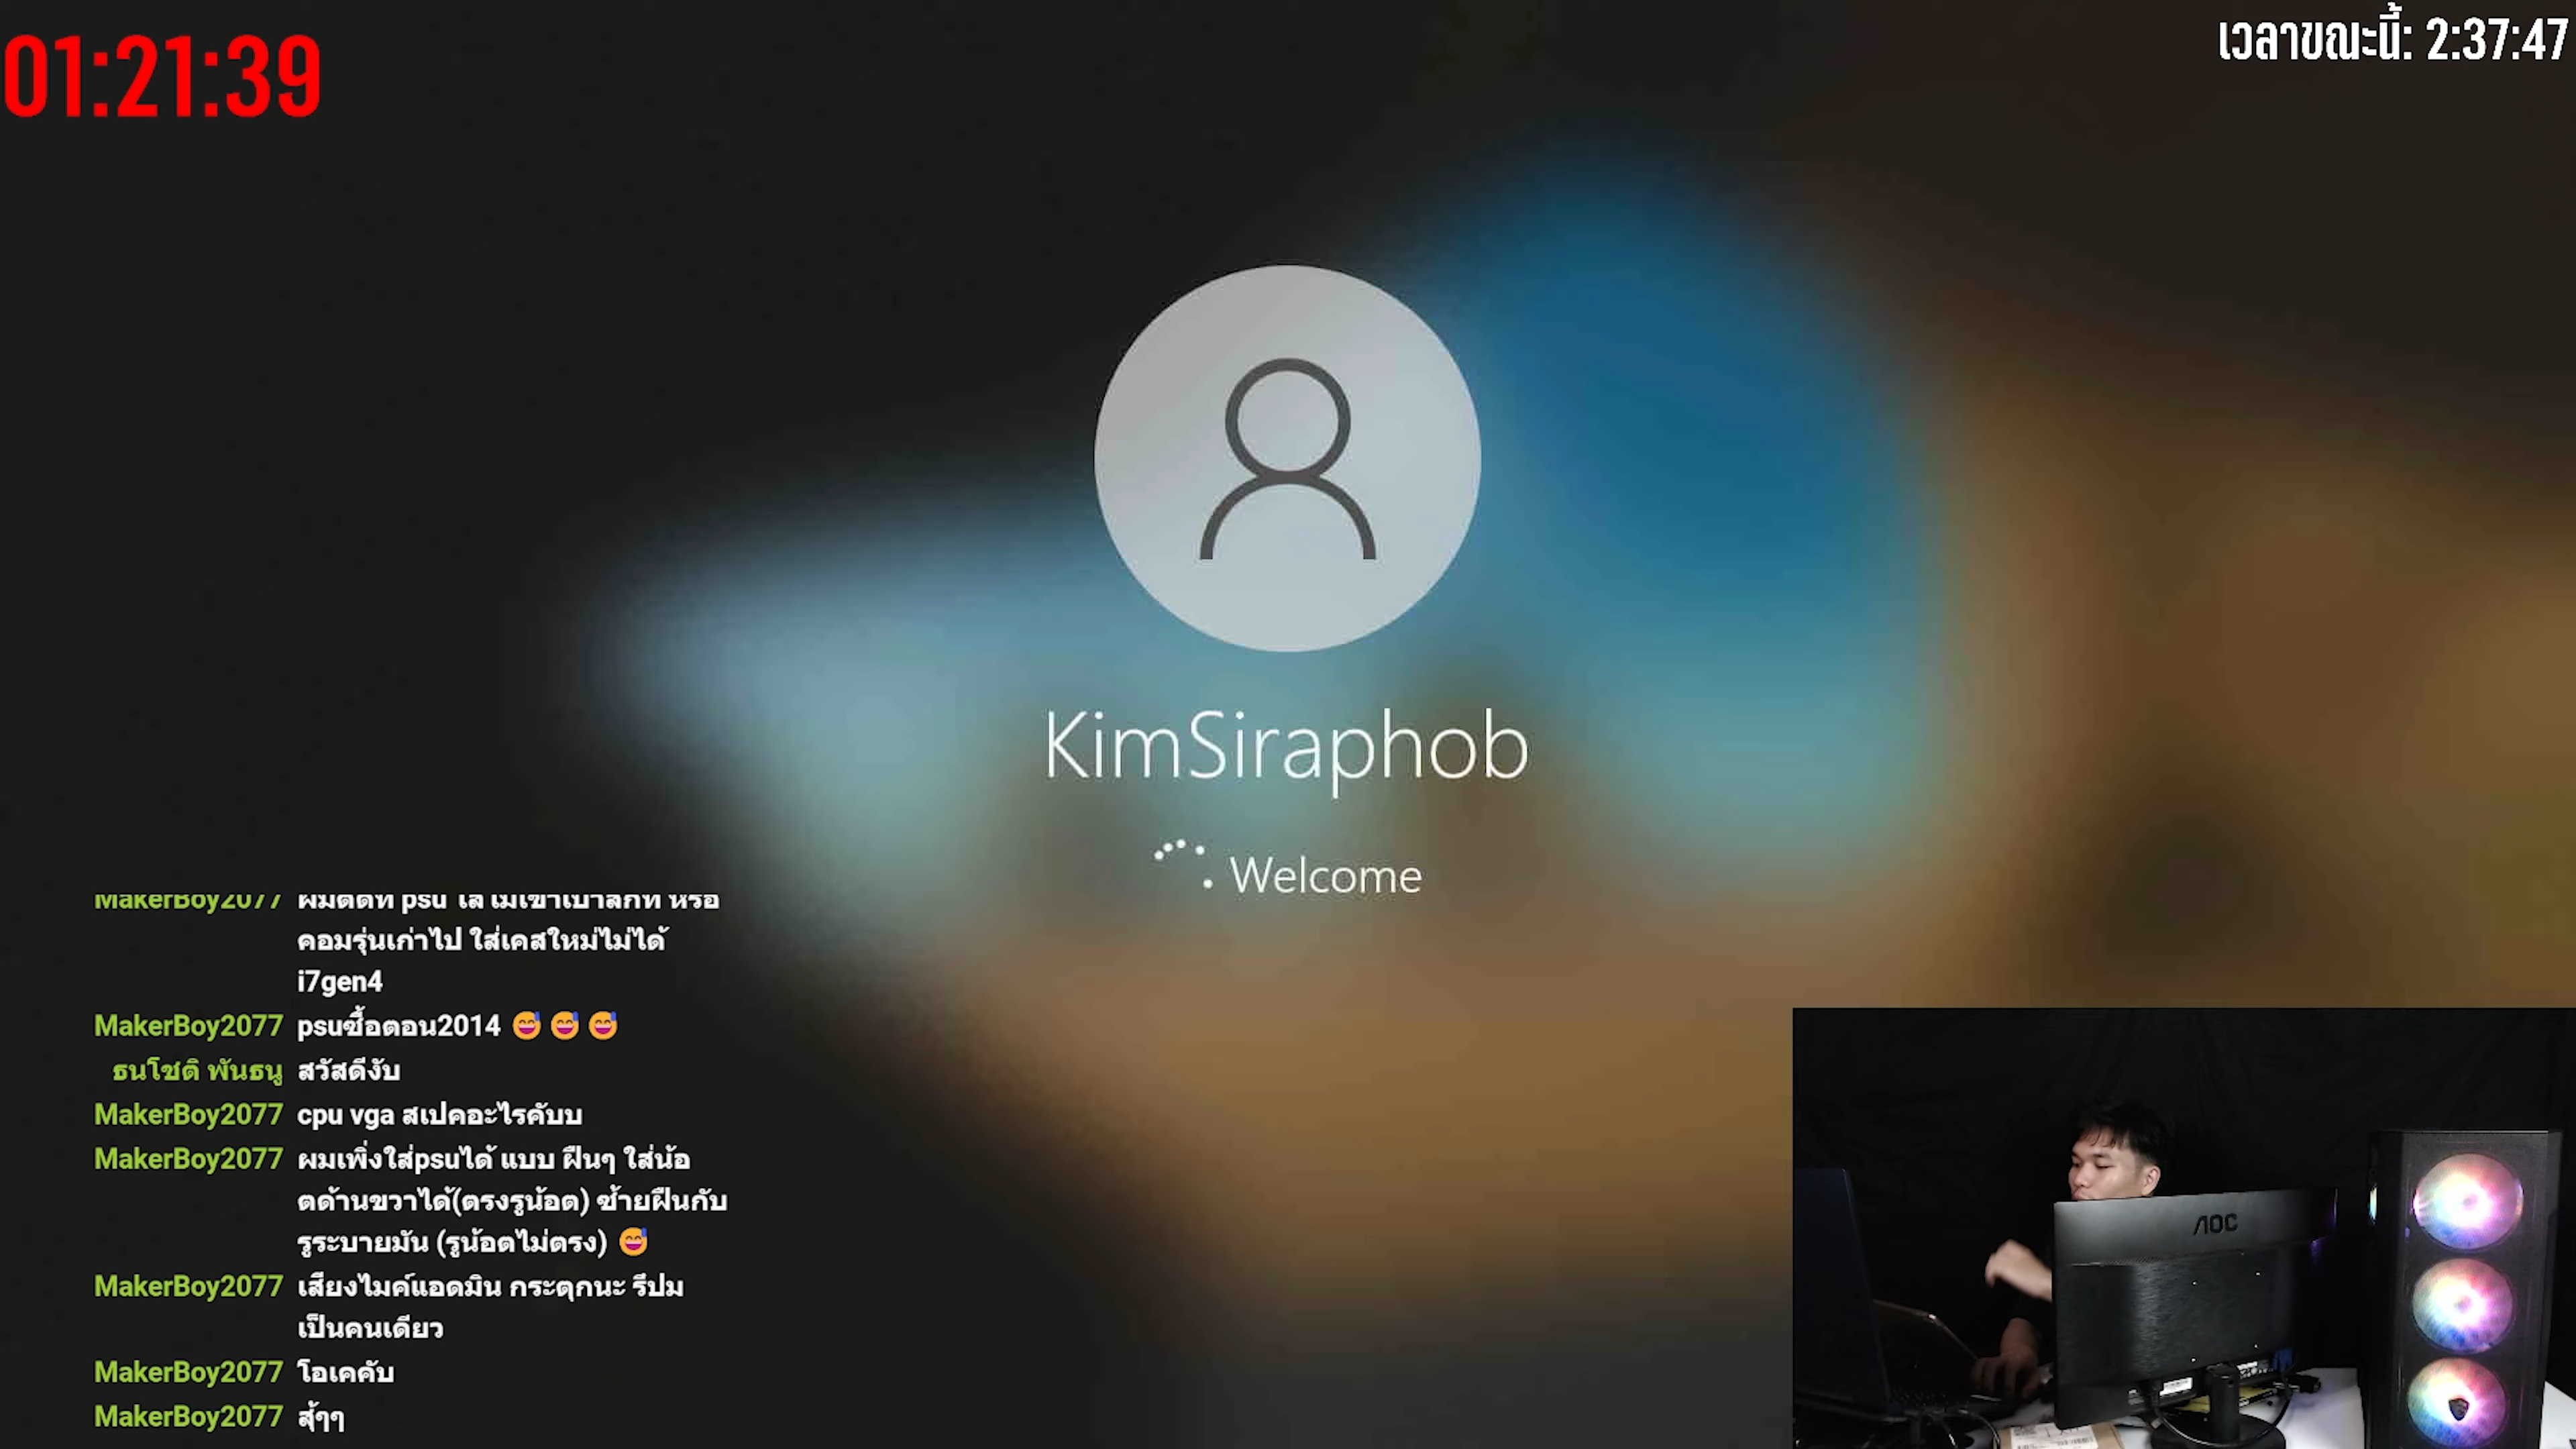 01:21:39
เวลาขณะนี้: 2:37:47
KimSiraphob
Welcome
MakerBoy2077 psu
คอมรุ่นเก่าไป ใส่เคสใหม่ไม่ได้
i7gen4
MakerBoy2077 psuซื้อตอน2014 😅 😅 😅
ธนโชติ พันธนู สวัสดีงับ
MakerBoy2077 cpu vga สเปคอะไรคับบ
MakerBoy2077 ผมเพิ่งใส่psuได้ แบบ ฝืนๆ ใส่น้อ
ตด้านขวาได้(ตรงรูน้อต) ซ้ายฝืนกับ
รูระบายมัน (รูน้อตไม่ตรง) 😅
MakerBoy2077 เสียงไมค์แอดมิน กระตุกนะ รึปม
เป็นคนเดียว
MakerBoy2077 โอเคคับ
MakerBoy2077 สุ้ๆๆ
AOC